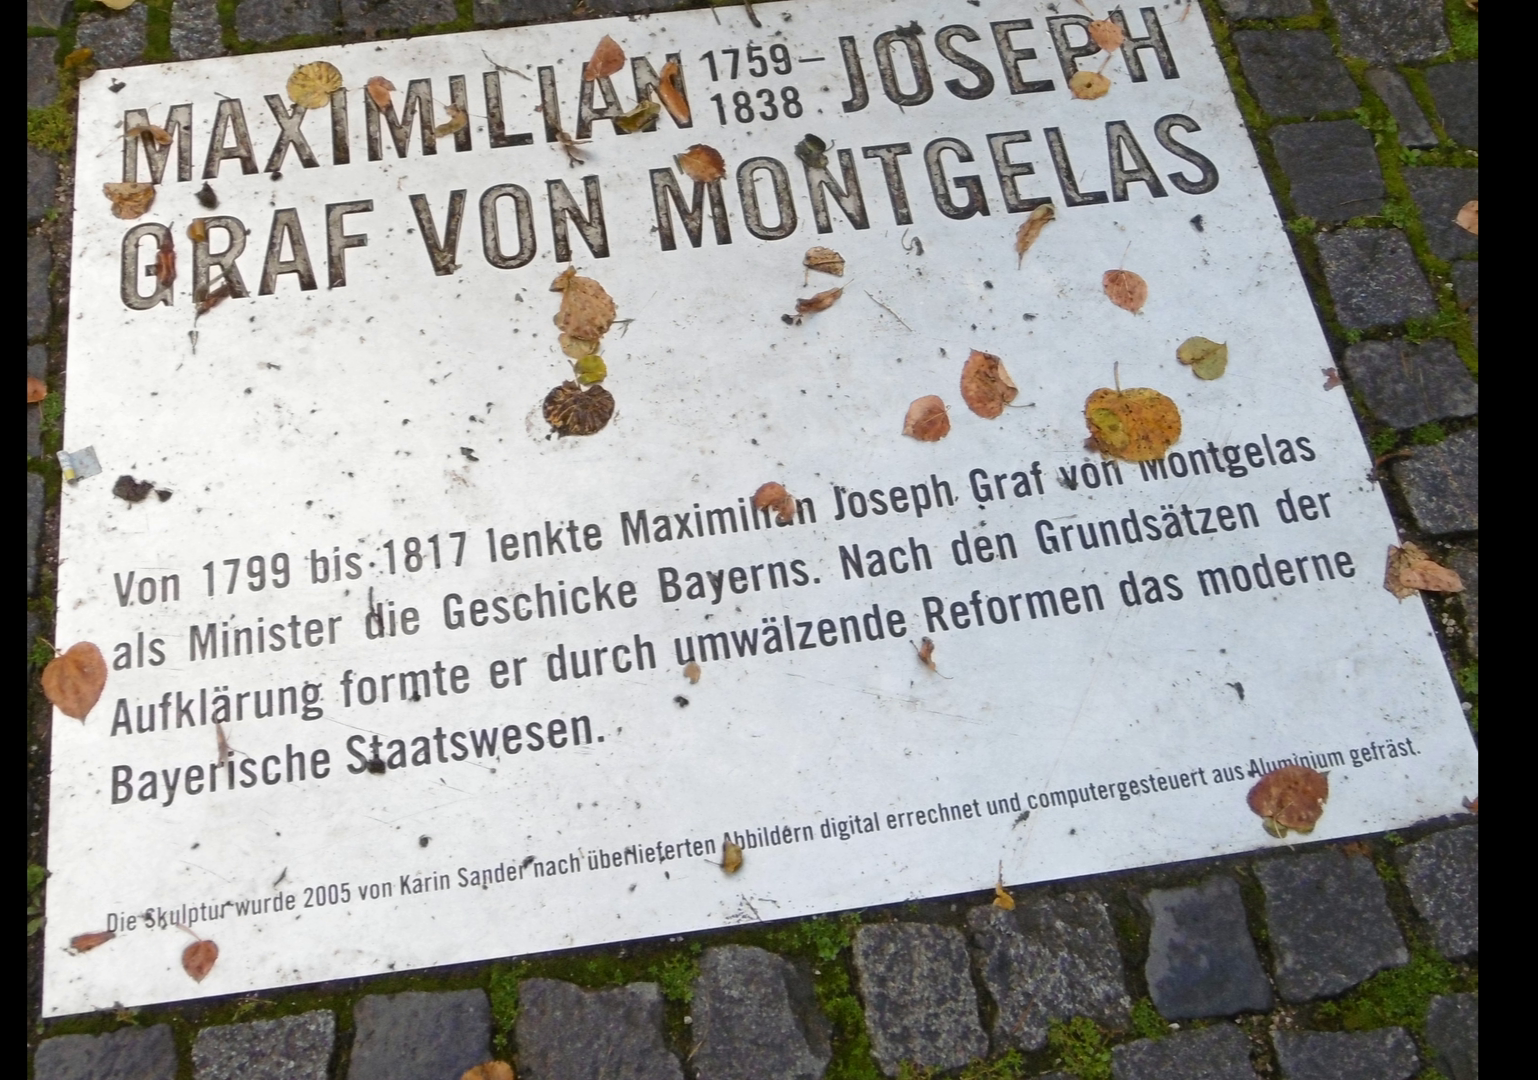 MAXIMILIAN 1759– JOSEPH
1838
GRAF VON MONTGELAS
Von 1799 bis 1817 lenkte Maximilian Joseph Graf von Montgelas
als Minister die Geschicke Bayerns. Nach den Grundsätzen der
Aufklärung formte er durch umwälzende Reformen das moderne
Bayerische Staatswesen.
Die Skulptur wurde 2005 von Karin Sander nach überlieferten Abbildern digital errechnet und computergesteuert aus Aluminium gefräst.